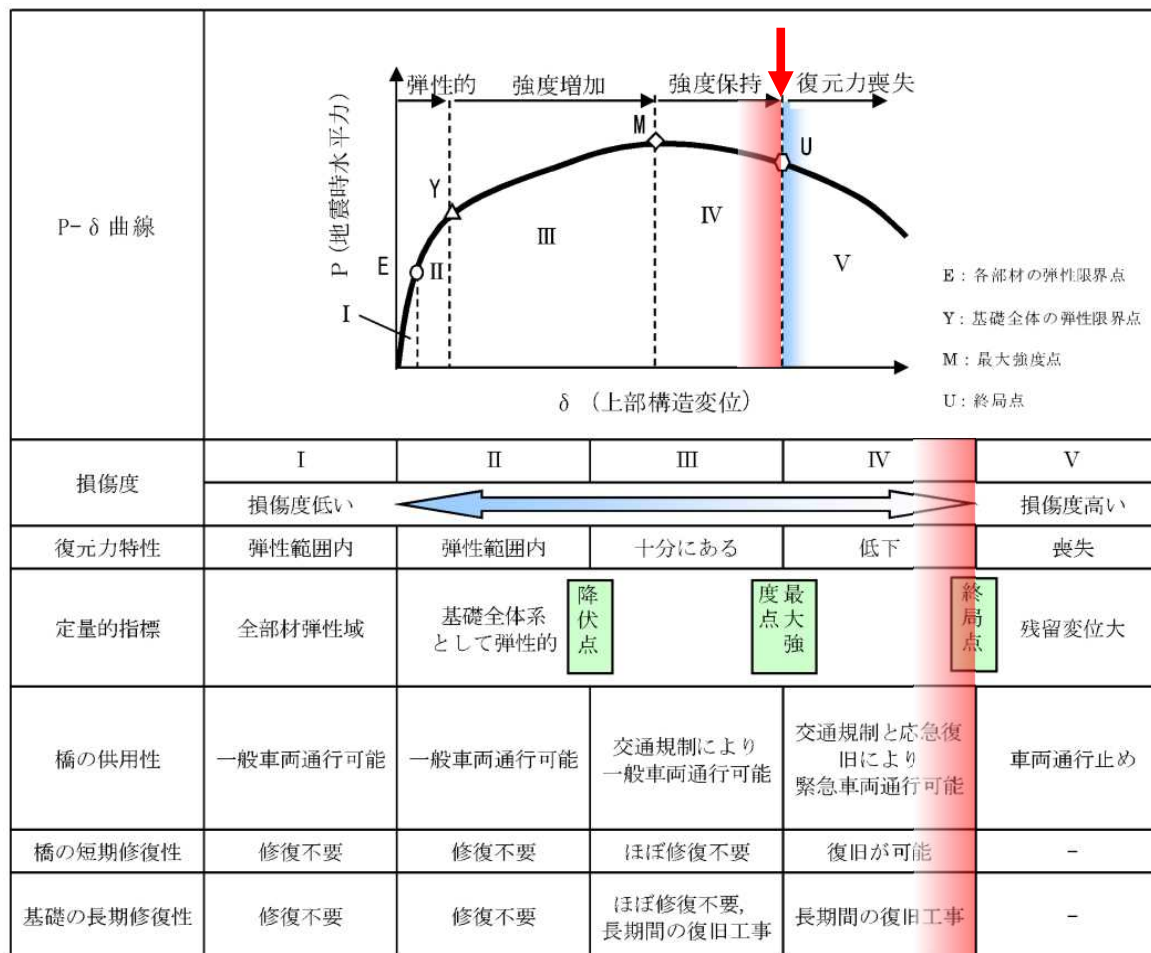 P-δ曲線
弾性的
強度増加
強度保持
復元力喪失
P(地震時水平力)
M
U
Y
E
Ⅰ
Ⅱ
Ⅲ
Ⅳ
Ⅴ
δ (上部構造変位)
E:各部材の弾性限界点
Y:基礎全体の弾性限界点
M:最大強度点
U:終局点
損傷度
Ⅰ
Ⅱ
Ⅲ
Ⅳ
Ⅴ
損傷度低い
損傷度高い
復元力特性
弾性範囲内
弾性範囲内
十分にある
低下
喪失
定量的指標
全部材弾性域
基礎全体系
として弾性的
降伏点
最大強
度点
終局点
残留変位大
橋の供用性
一般車両通行可能
一般車両通行可能
交通規制により
一般車両通行可能
交通規制と応急復
旧により
緊急車両通行可能
車両通行止め
橋の短期修復性
修復不要
修復不要
ほぼ修復不要
復旧が可能
-
基礎の長期修復性
修復不要
修復不要
ほぼ修復不要,
長期間の復旧工事
長期間の復旧工事
-